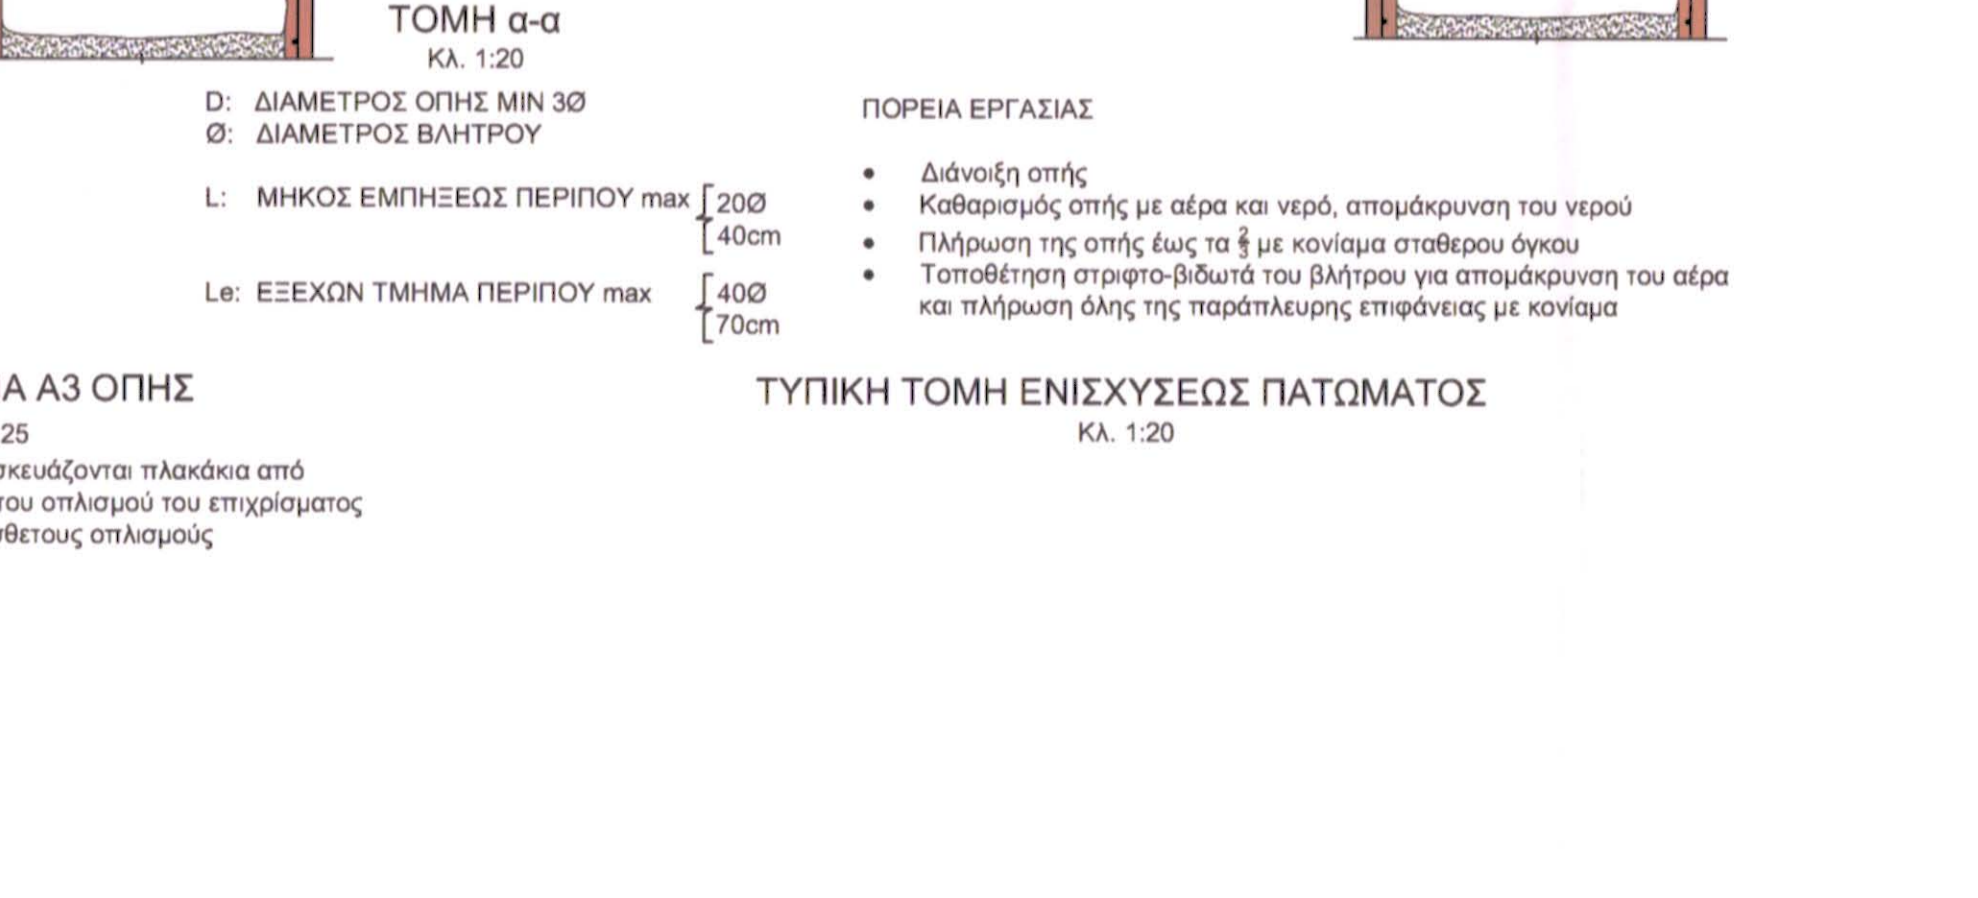 ΤΟΜΗ α-α
Κλ. 1:20
D: ΔΙΑΜΕΤΡΟΣ ΟΠΗΣ MIN 3Ø
Ø: ΔΙΑΜΕΤΡΟΣ ΒΛΗΤΡΟΥ
L: ΜΗΚΟΣ ΕΜΠΗΞΕΩΣ ΠΕΡΙΠΟΥ max
20Ø
40cm
Le: ΕΞΕΧΩΝ ΤΜΗΜΑ ΠΕΡΙΠΟΥ max
40Ø
70cm
ΠΟΡΕΙΑ ΕΡΓΑΣΙΑΣ
• Διάνοιξη οπής
• Καθαρισμός οπής με αέρα και νερό, απομάκρυνση του νερού
• Πλήρωση της οπής έως τα 2/3 με κονίαμα σταθερου όγκου
• Τοποθέτηση στριφτο-βιδωτά του βλήτρου για απομάκρυνση του αέρα
και πλήρωση όλης της παράπλευρης επιφάνειας με κονίαμα
Α Α3 ΟΠΗΣ
25
σκευάζονται πλακάκια από
του οπλισμού του επιχρίσματος
σθετους οπλισμούς
ΤΥΠΙΚΗ ΤΟΜΗ ΕΝΙΣΧΥΣΕΩΣ ΠΑΤΩΜΑΤΟΣ
Κλ. 1:20